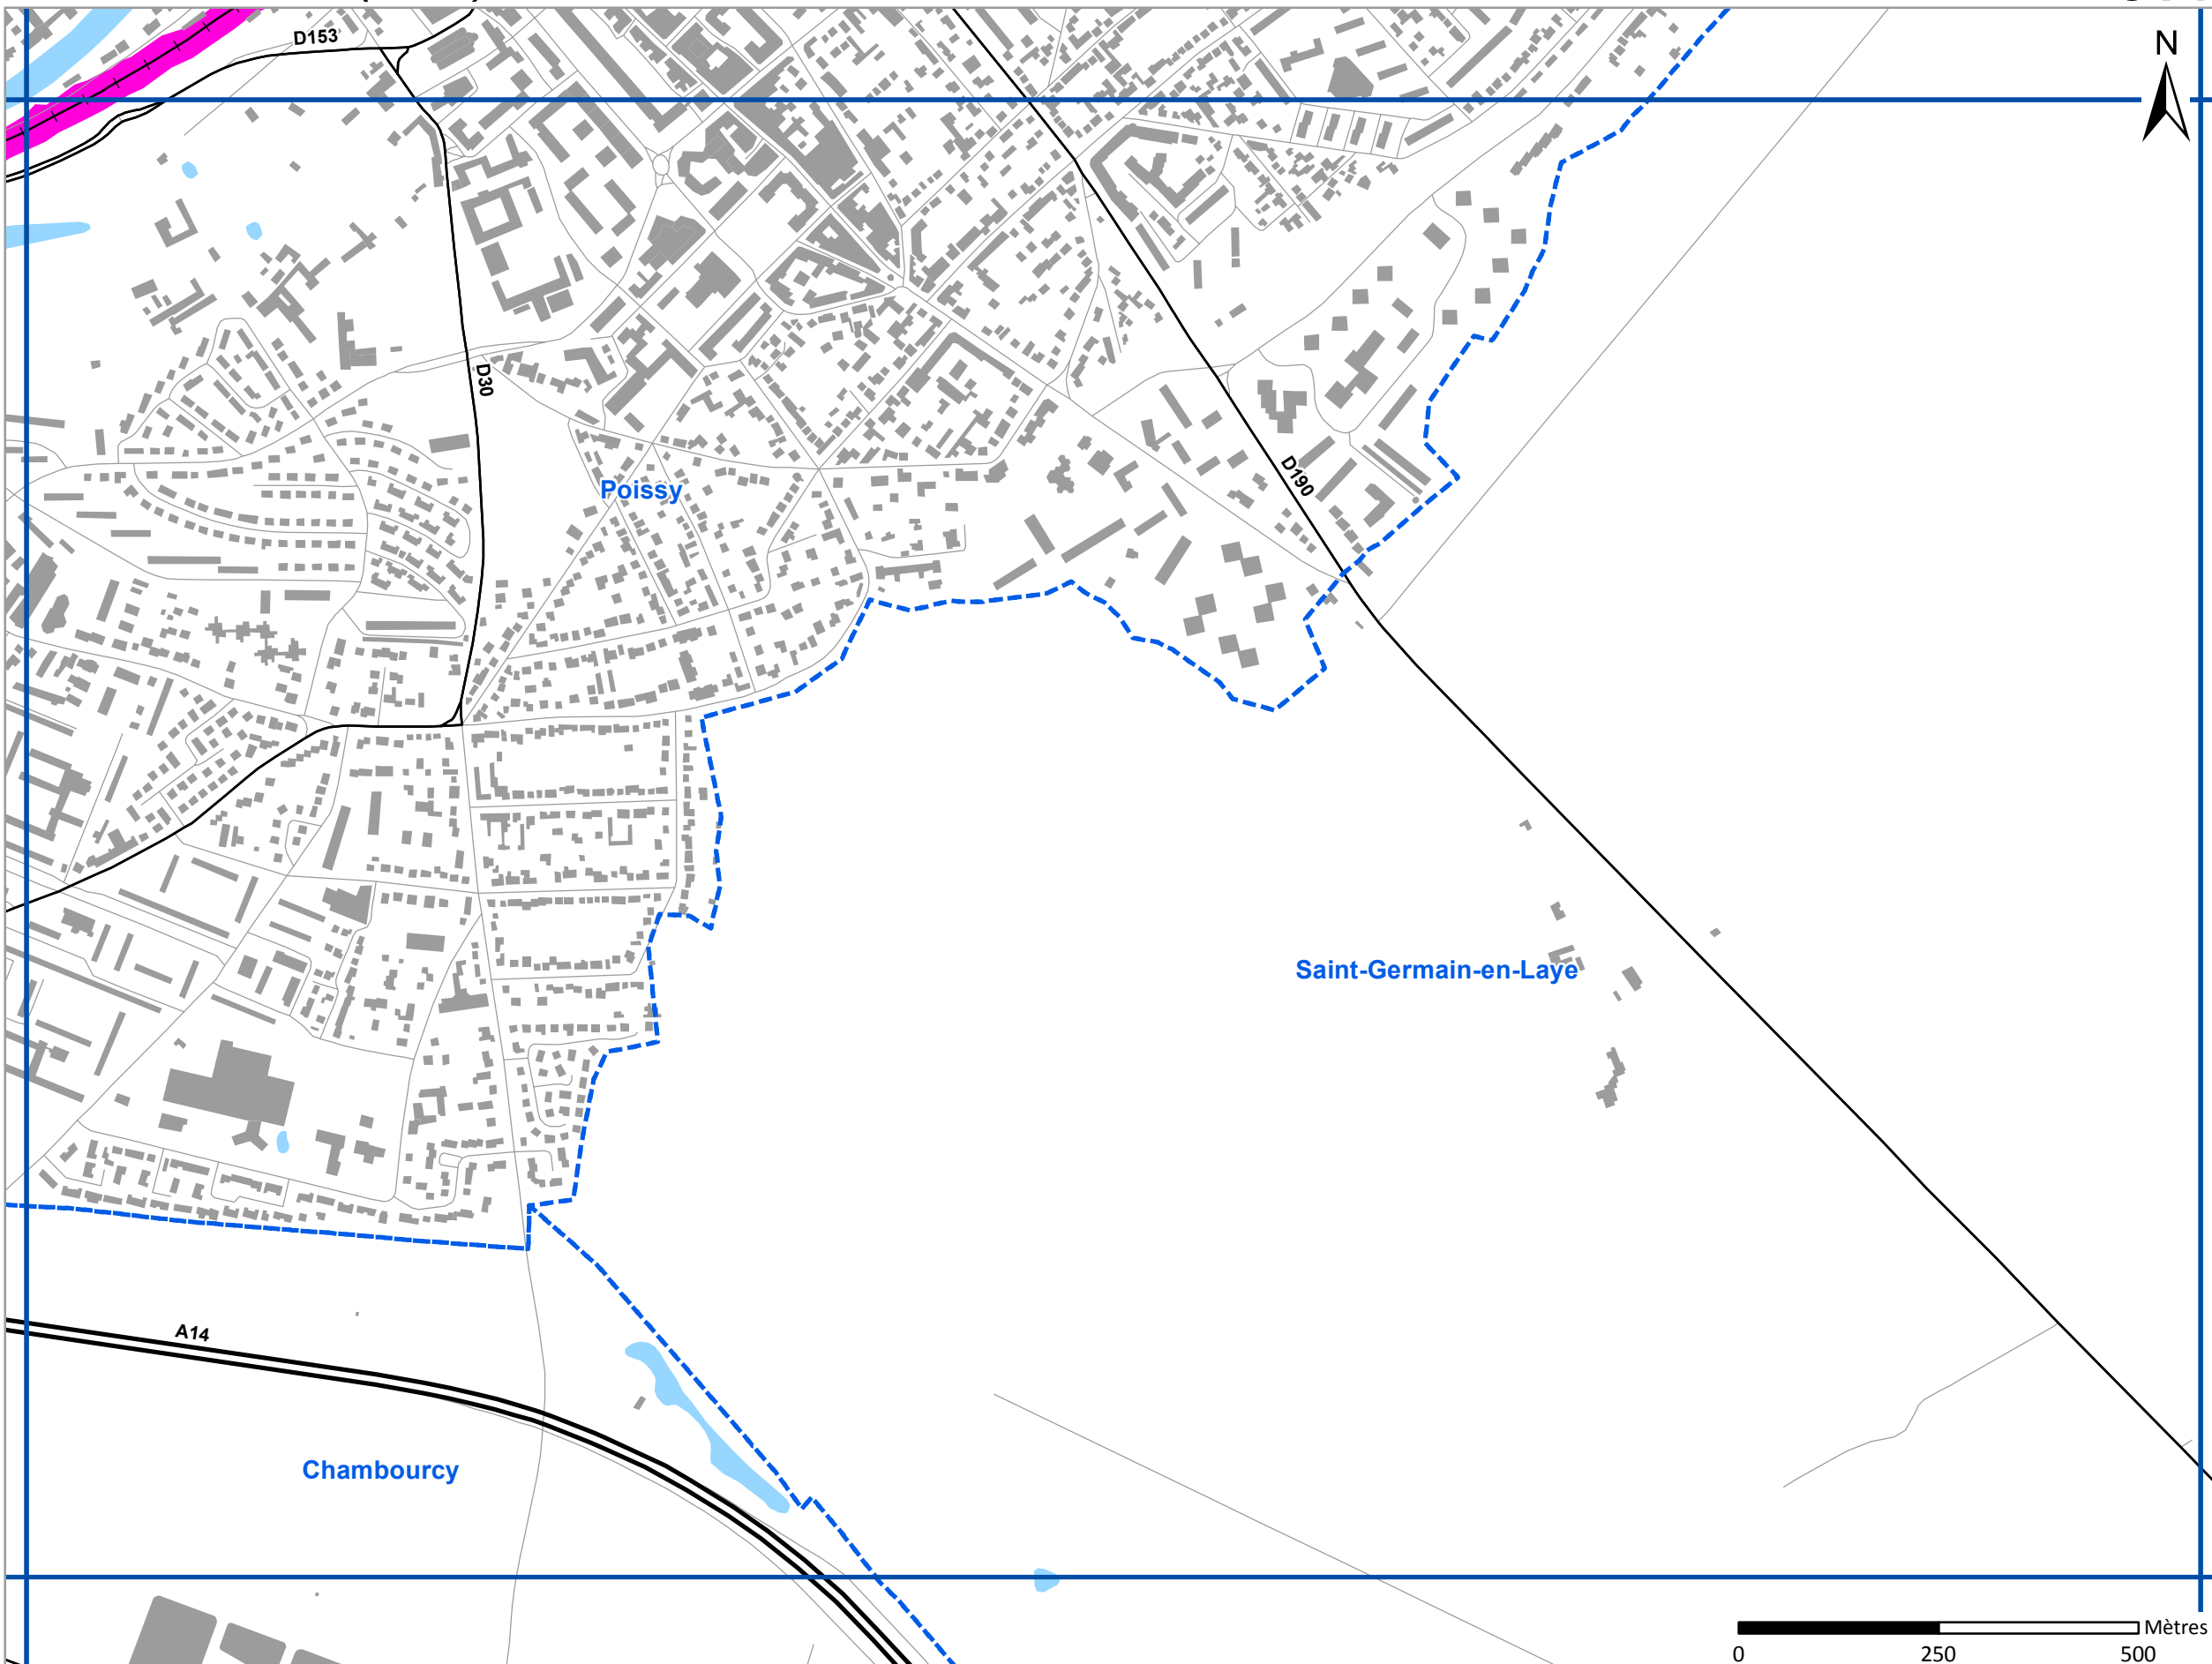 D153
N
D30
D190
Poissy
Saint-Germain-en-Laye
A14
Chambourcy
Mètres
0 250 500